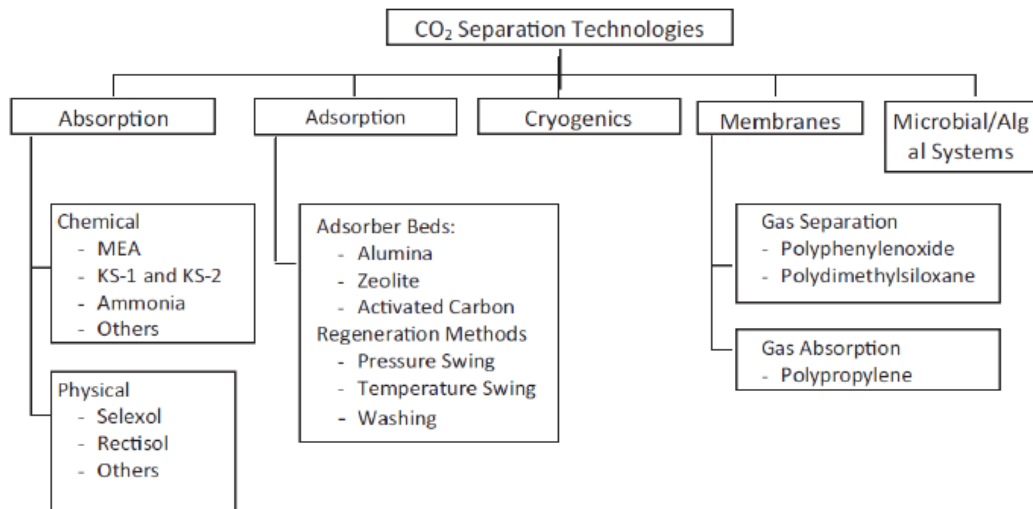 CO₂ Separation Technologies
Absorption
Adsorption
Cryogenics
Membranes
Microbial/Alg
al Systems
Chemical
- MEA
- KS-1 and KS-2
- Ammonia
- Others
Physical
- Selexol
- Rectisol
- Others
Adsorber Beds:
- Alumina
- Zeolite
- Activated Carbon
Regeneration Methods
- Pressure Swing
- Temperature Swing
- Washing
Gas Separation
- Polyphenylenoxide
- Polydimethylsiloxane
Gas Absorption
- Polypropylene